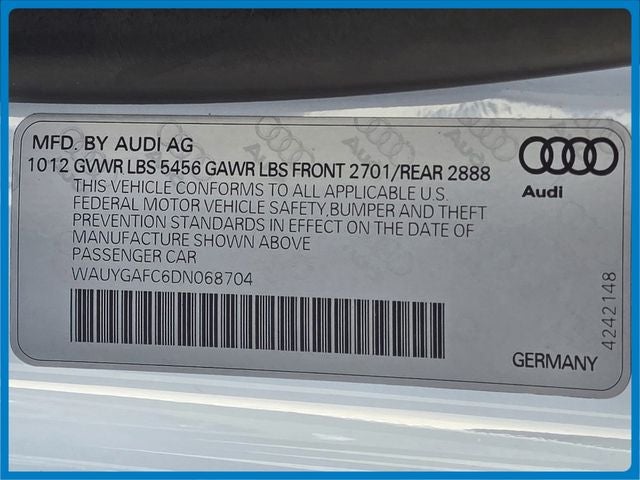 MFD. BY AUDI AG
1012 GVWR LBS 5456 GAWR LBS FRONT 2701/REAR 2888
THIS VEHICLE CONFORMS TO ALL APPLICABLE U.S.
FEDERAL MOTOR VEHICLE SAFETY,BUMPER AND THEFT
PREVENTION STANDARDS IN EFFECT ON THE DATE OF
MANUFACTURE SHOWN ABOVE
PASSENGER CAR
WAUYGAFC6DN068704
Audi
4242148
GERMANY